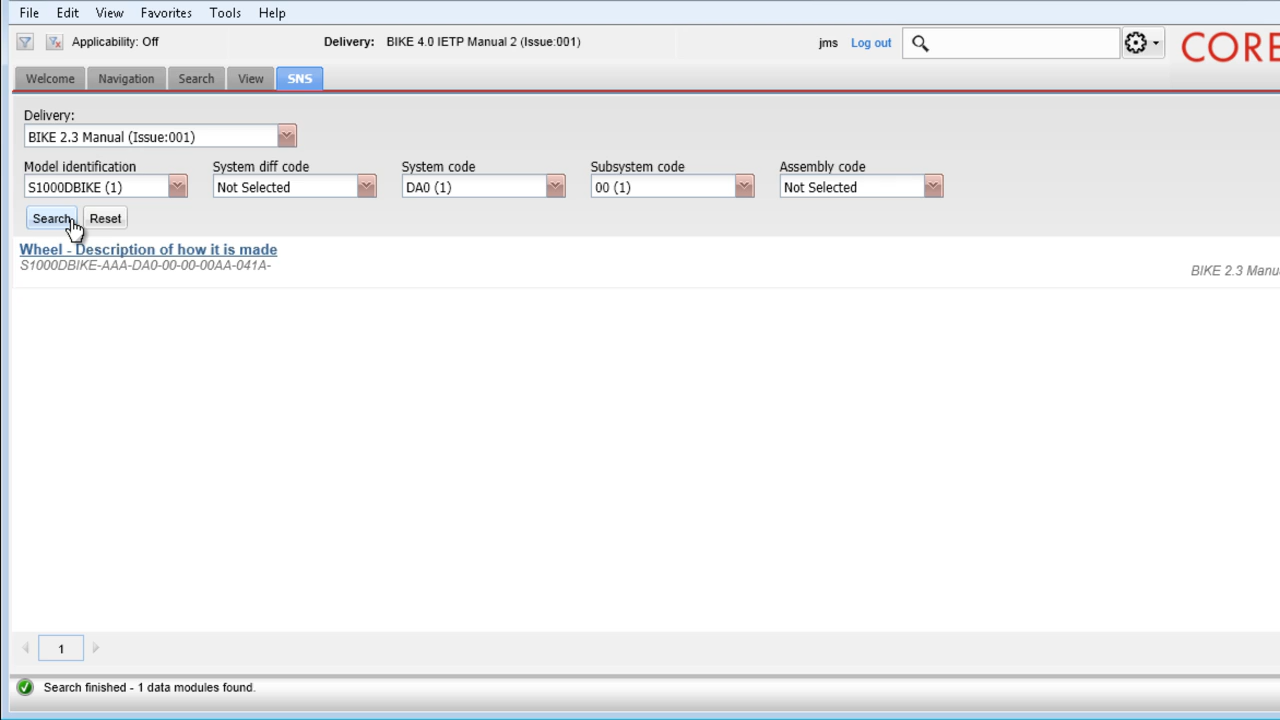 File Edit View Favorites Tools Help
Applicability: Off Delivery: BIKE 4.0 IETP Manual 2 (Issue:001) jms Log out CORE
Welcome Navigation Search View SNS
Delivery:
BIKE 2.3 Manual (Issue:001)
Model identification System diff code System code Subsystem code Assembly code
S1000DBIKE (1) Not Selected DA0 (1) 00 (1) Not Selected
Search Reset
Wheel - Description of how it is made
S1000DBIKE-AAA-DA0-00-00-00AA-041A-
BIKE 2.3 Manu
1
Search finished - 1 data modules found.